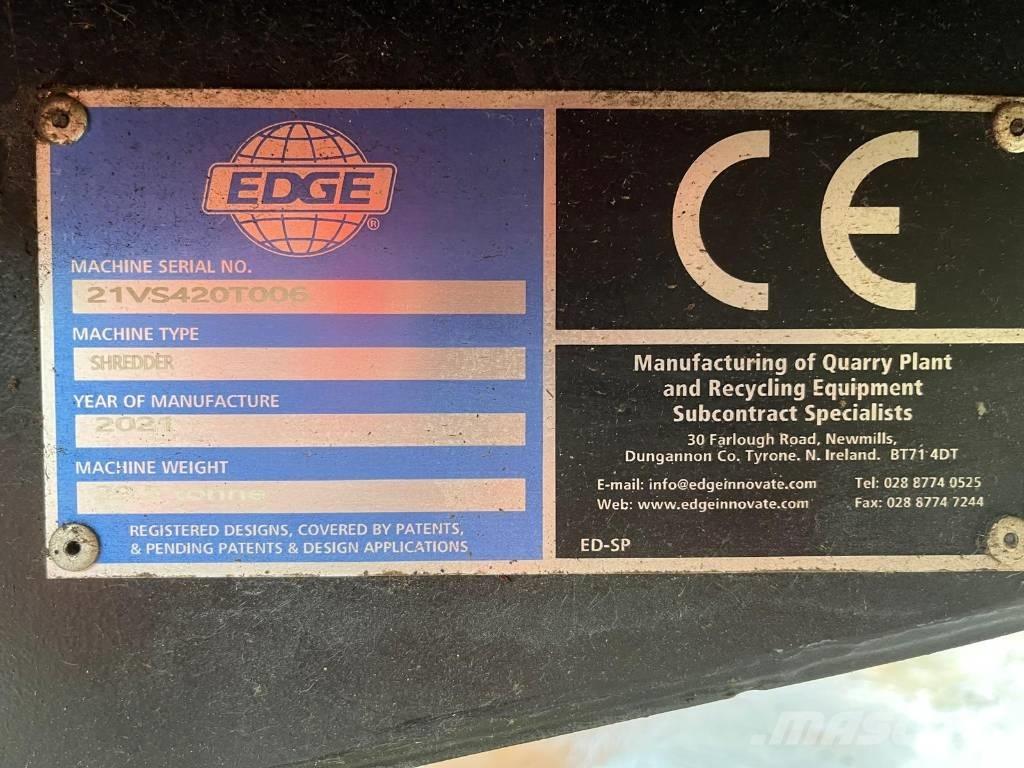 EDGE
®
MACHINE SERIAL NO.
21VS420T006
MACHINE TYPE
SHREDDER
YEAR OF MANUFACTURE
2021
MACHINE WEIGHT
tonne
REGISTERED DESIGNS, COVERED BY PATENTS,
& PENDING PATENTS & DESIGN APPLICATIONS
CE
Manufacturing of Quarry Plant
and Recycling Equipment
Subcontract Specialists
30 Farlough Road, Newmills,
Dungannon Co. Tyrone. N. Ireland. BT71 4DT
E-mail: info@edgeinnovate.com Tel: 028 8774 0525
Web: www.edgeinnovate.com Fax: 028 8774 7244
ED-SP